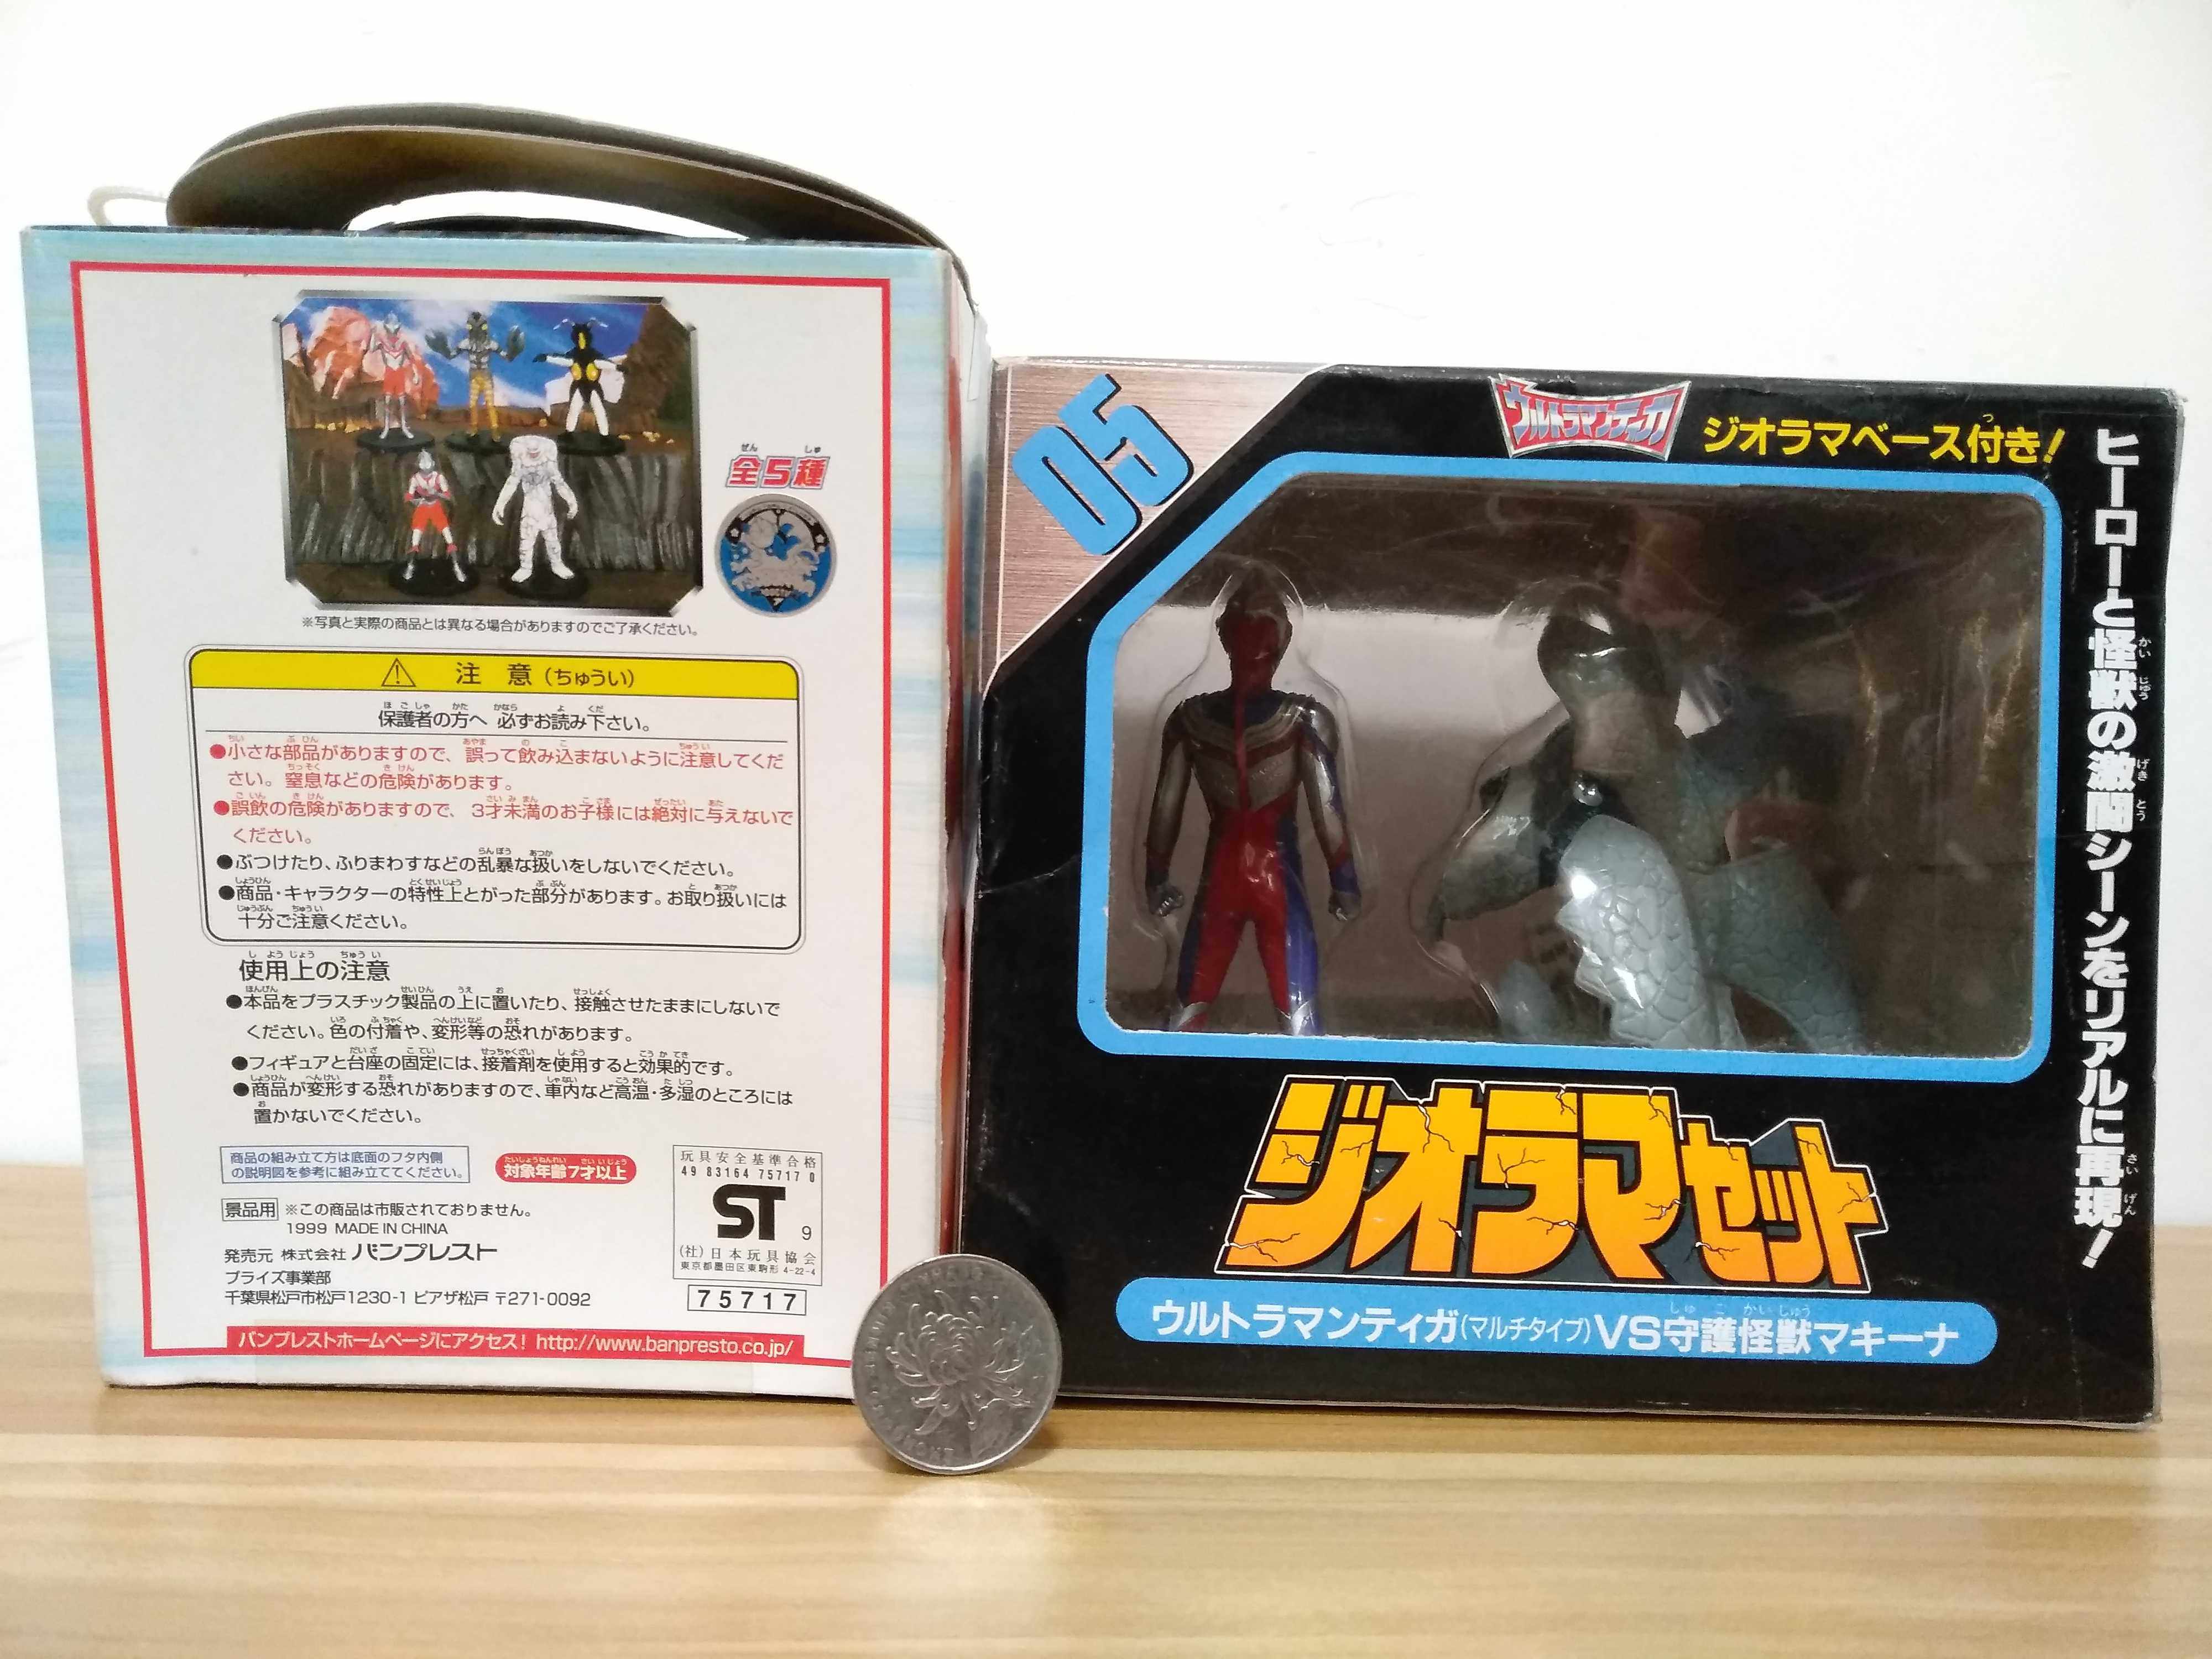 全5種
※写真と実際の商品とは異なる場合がありますのでご了承ください。
注 意 (ちゅうい)
保護者の方へ 必ずお読み下さい。
●小さな部品がありますので、誤って飲み込まないように注意してくだ
さい。窒息などの危険があります。
●誤飲の危険がありますので、3才未満のお子様には絶対に与えないで
ください。
●ぶつけたり、ふりまわすなどの乱暴な扱いをしないでください。
●商品・キャラクターの特性上とがった部分があります。お取り扱いには
十分ご注意ください。
使用上の注意
●本品をプラスチック製品の上に置いたり、接触させたままにしないで
ください。色の付着や、変形等の恐れがあります。
●フィギュアと台座の固定には、接着剤を使用すると効果的です。
●商品が変形する恐れがありますので、車内など高温・多湿のところには
置かないでください。
商品の組み立て方は底面のフタ内側
の説明図を参考に組み立ててください。
対象年齢7才以上
景品用 ※この商品は市販されておりません。
1999 MADE IN CHINA
発売元 株式会社 バンプレスト
プライズ事業部
千葉県松戸市松戸1230-1 ピアザ松戸 〒271-0092
玩具安全基準合格
49 83164 75717 0
ST 9
(社)日本玩具協会
東京都墨田区東駒形 4-22-4
75717
バンプレストホームページにアクセス! http://www.banpresto.co.jp/
05
ウルトラマンティガ
ジオラマベース付き!
ヒーローと怪獣の激闘シーンをリアルに再現!
ジオラマセット
ウルトラマンティガ(マルチタイプ)VS守護怪獣マキーナ